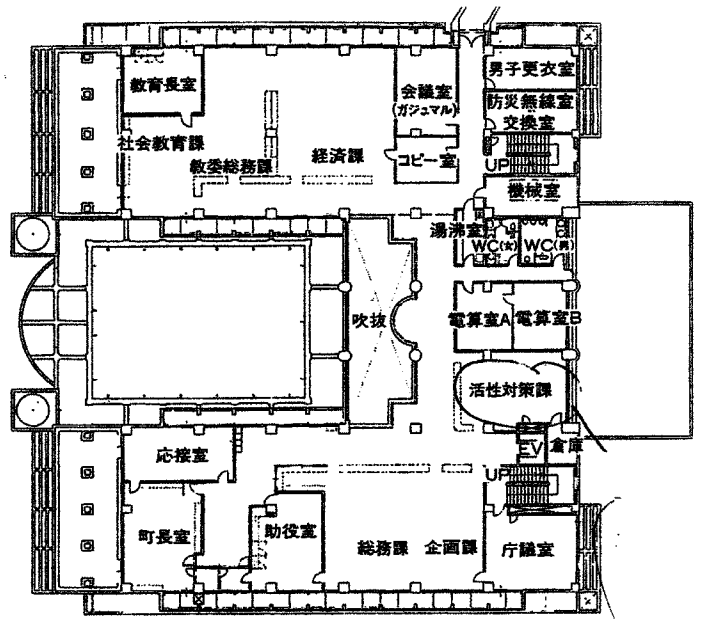 男子更衣室
教育長室
会議室
(ガジュマル)
防災無線室
交換室
社会教育課
教委総務課
経済課
コピー室
UP
機械室
湯沸室
WC(女)
WC(男)
吹抜
電算室A
電算室B
活性対策課
応接室
EV
倉庫
UP
町長室
助役室
総務課
企画課
庁議室